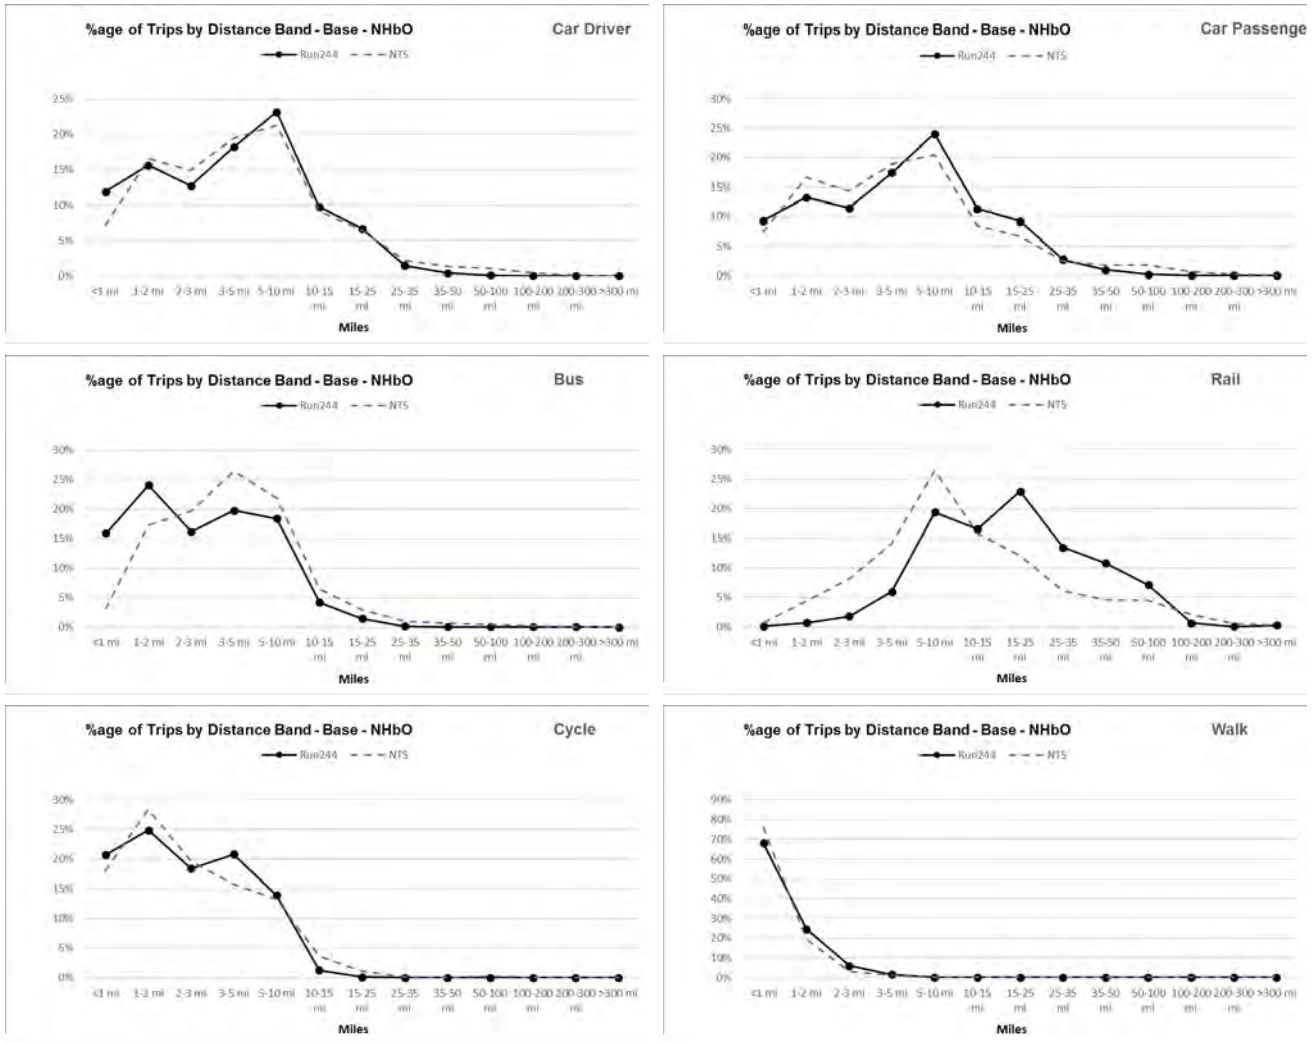 %age of Trips by Distance Band - Base - NHbO
Car Driver
Run244 NTS
25%
20%
15%
10%
5%
0%
<1 mi 1-2 mi 2-3 mi 3-5 mi 5-10 mi 10-15 mi 15-25 mi 25-35 mi 35-50 mi 50-100 mi 100-200 mi 200-300 mi >300 mi
Miles
%age of Trips by Distance Band - Base - NHbO
Car Passenge
Run244 NTS
30%
25%
20%
15%
10%
5%
0%
<1 mi 1-2 mi 2-3 mi 3-5 mi 5-10 mi 10-15 mi 15-25 mi 25-35 mi 35-50 mi 50-100 mi 100-200 mi 200-300 mi >300 mi
Miles
%age of Trips by Distance Band - Base - NHbO
Bus
Run244 NTS
30%
25%
20%
15%
10%
5%
0%
<1 mi 1-2 mi 2-3 mi 3-5 mi 5-10 mi 10-15 mi 15-25 mi 25-35 mi 35-50 mi 50-100 mi 100-200 mi 200-300 mi >300 mi
Miles
%age of Trips by Distance Band - Base - NHbO
Rail
Run244 NTS
30%
25%
20%
15%
10%
5%
0%
<1 mi 1-2 mi 2-3 mi 3-5 mi 5-10 mi 10-15 mi 15-25 mi 25-35 mi 35-50 mi 50-100 mi 100-200 mi 200-300 mi >300 mi
Miles
%age of Trips by Distance Band - Base - NHbO
Cycle
Run244 NTS
30%
25%
20%
15%
10%
5%
0%
<1 mi 1-2 mi 2-3 mi 3-5 mi 5-10 mi 10-15 mi 15-25 mi 25-35 mi 35-50 mi 50-100 mi 100-200 mi 200-300 mi >300 mi
Miles
%age of Trips by Distance Band - Base - NHbO
Walk
Run244 NTS
90%
80%
70%
60%
50%
40%
30%
20%
10%
0%
<1 mi 1-2 mi 2-3 mi 3-5 mi 5-10 mi 10-15 mi 15-25 mi 25-35 mi 35-50 mi 50-100 mi 100-200 mi 200-300 mi >300 mi
Miles